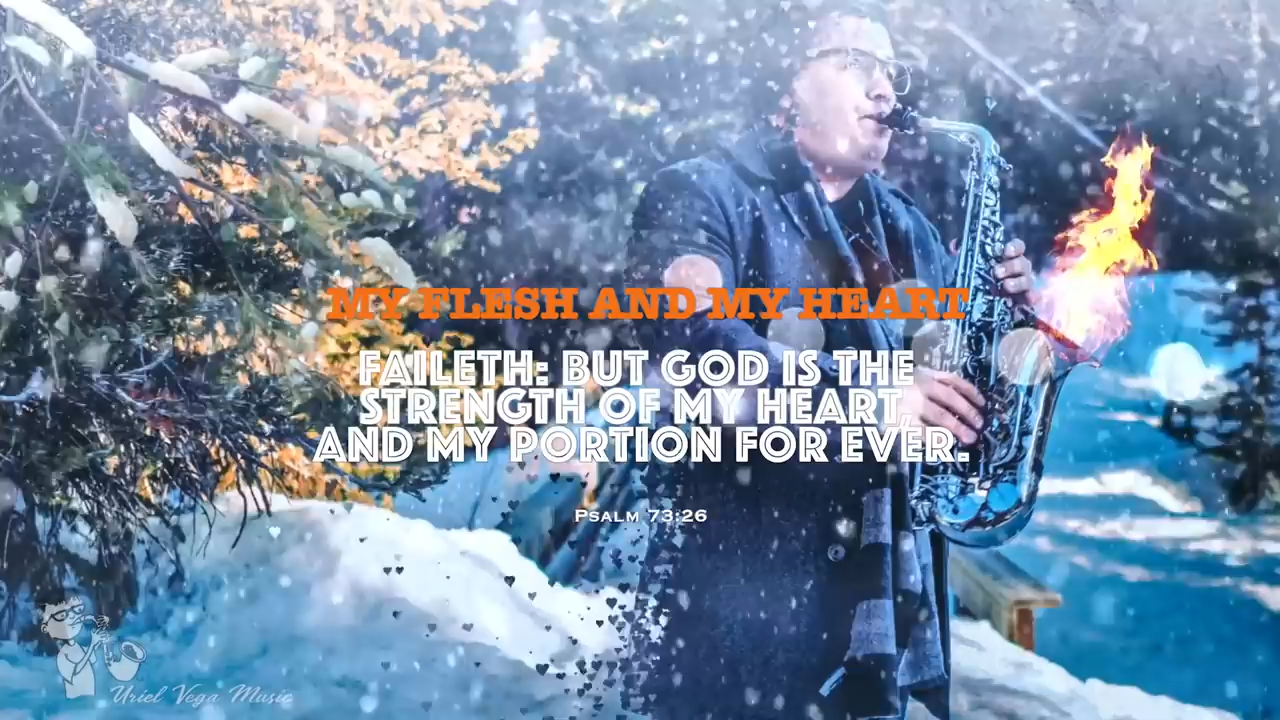 MY FLESH AND MY HEART
FAILETH: BUT GOD IS THE
STRENGTH OF MY HEART,
AND MY PORTION FOR EVER.
Psalm 73:26
Uriel Vega Music